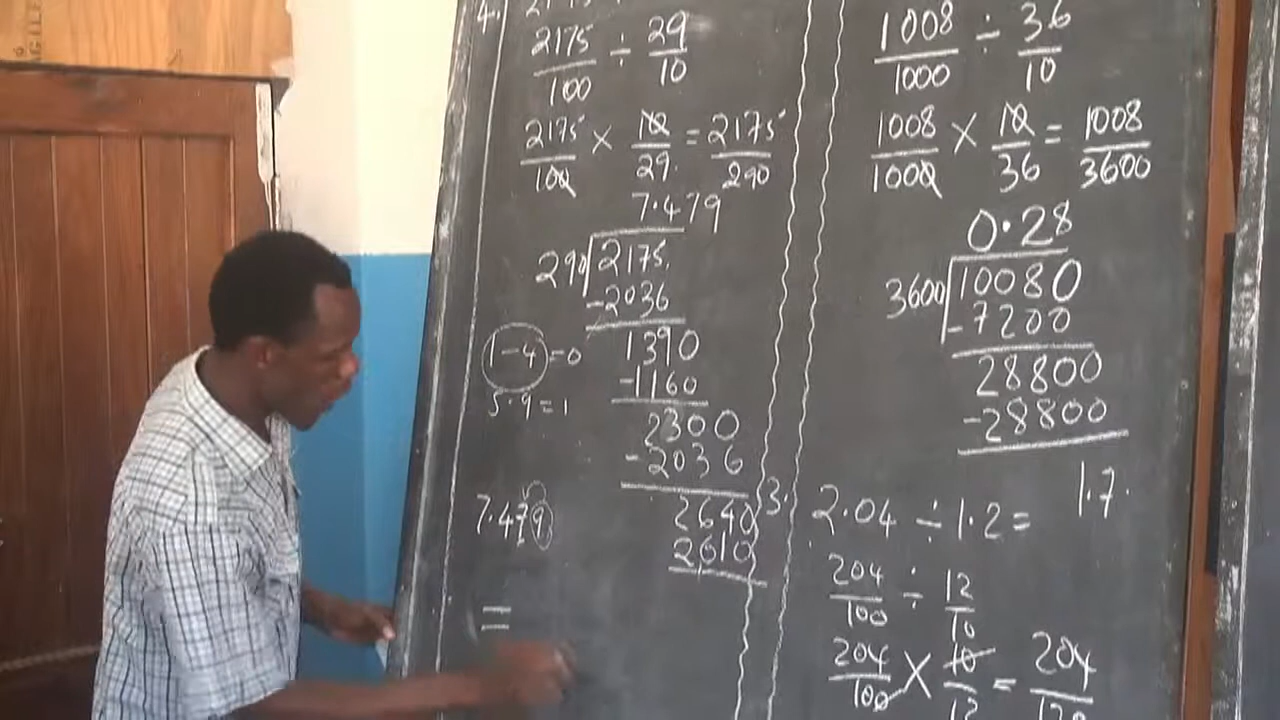 4.
2175/100 ÷ 29/10
2175/100 × 10/29 = 2175/290
7.479
290 2175
-2036
1-4 = 0
1390
-1160
5.9 = 1
2300
-2036
7.479
2640
2610
=
1008/1000 ÷ 36/10
1008/1000 × 10/36 = 1008/3600
0.28
3600 10080
-7200
28800
-28800
3. 2.04 ÷ 1.2 = 1.7.
204/100 ÷ 12/10
204/100 × 10/12 = 204/120